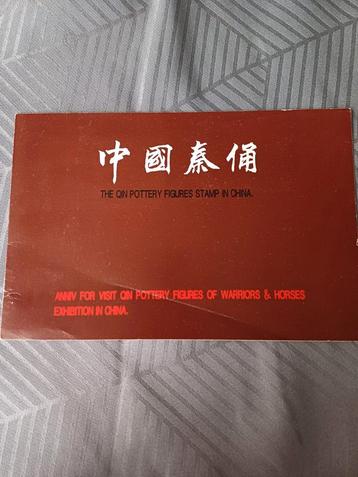 中國秦俑
THE QIN POTTERY FIGURES STAMP IN CHINA.
ANNIV FOR VISIT QIN POTTERY FIGURES OF WARRIORS & HORSES
EXHIBITION IN CHINA.